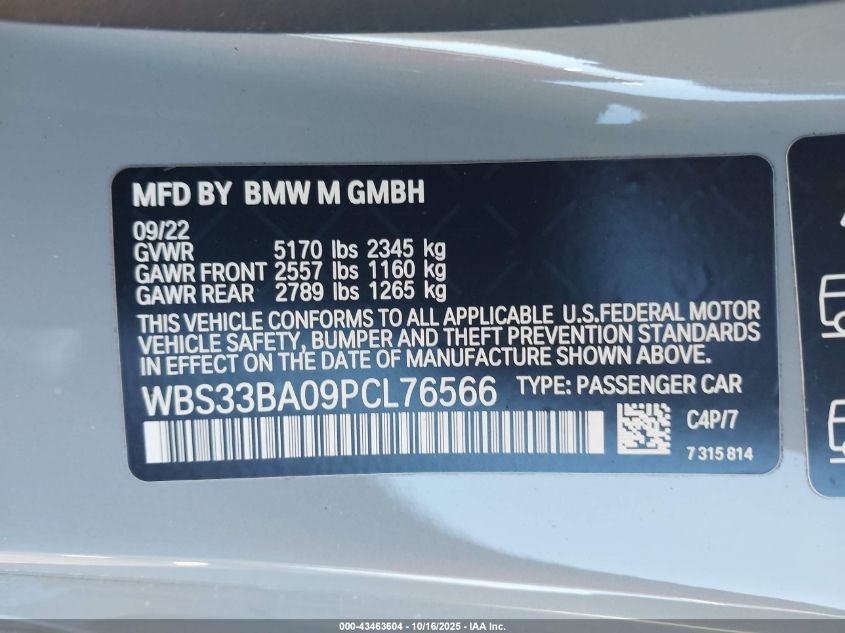 MFD BY BMW M GMBH
09/22
GVWR 5170 lbs 2345 kg
GAWR FRONT 2557 lbs 1160 kg
GAWR REAR 2789 lbs 1265 kg
THIS VEHICLE CONFORMS TO ALL APPLICABLE U.S.FEDERAL MOTOR
VEHICLE SAFETY, BUMPER AND THEFT PREVENTION STANDARDS
IN EFFECT ON THE DATE OF MANUFACTURE SHOWN ABOVE.
WBS33BA09PCL76566 TYPE: PASSENGER CAR
C4P/7
7 315 814
000-43463604 | 10/16/2025 - IAA Inc.